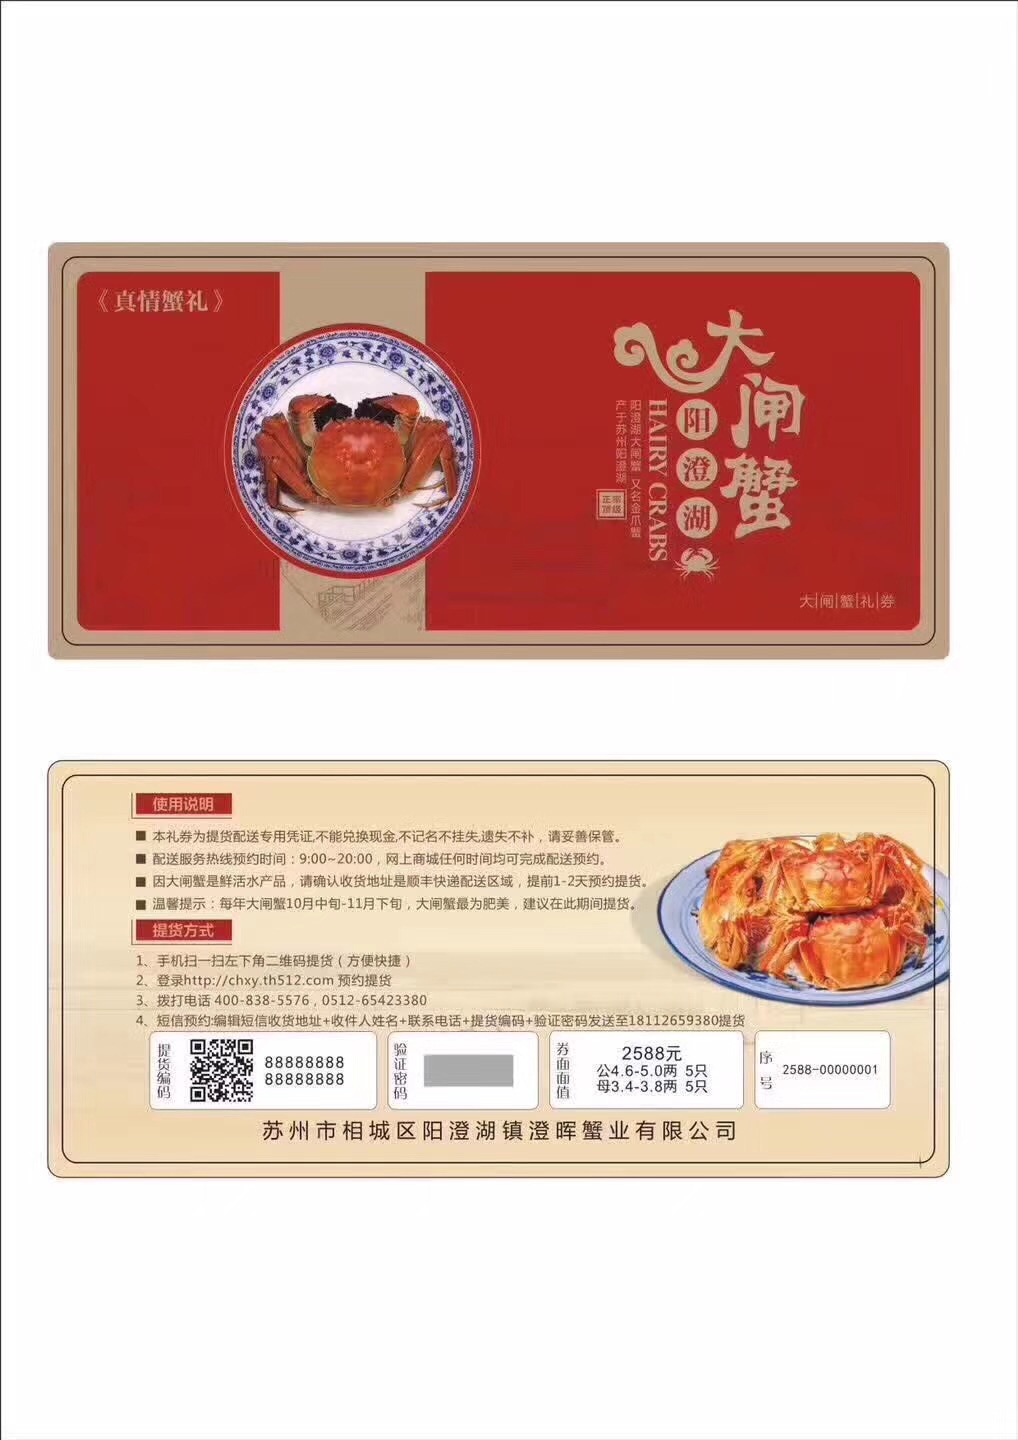 《真情蟹礼》
大闸蟹
阳澄湖
HAIRY CRABS
阳澄湖大闸蟹 又名金爪蟹
产于苏州阳澄湖
正宗
顶级
大闸蟹礼券
使用说明
■ 本礼券为提货配送专用凭证,不能兑换现金,不记名不挂失,遗失不补，请妥善保管。
■ 配送服务热线预约时间：9:00~20:00，网上商城任何时间均可完成配送预约。
■ 因大闸蟹是鲜活水产品，请确认收货地址是顺丰快递配送区域，提前1-2天预约提货。
■ 温馨提示：每年大闸蟹10月中旬-11月下旬，大闸蟹最为肥美，建议在此期间提货。
提货方式
1、手机扫一扫左下角二维码提货（方便快捷）
2、登录http://chxy.th512.com 预约提货
3、拨打电话 400-838-5576，0512-65423380
4、短信预约:编辑短信收货地址+收件人姓名+联系电话+提货编码+验证密码发送至18112659380提货
提货编码
88888888
88888888
验证密码
券面面值
2588元
公4.6-5.0两 5只
母3.4-3.8两 5只
序号
2588-00000001
苏州市相城区阳澄湖镇澄晖蟹业有限公司